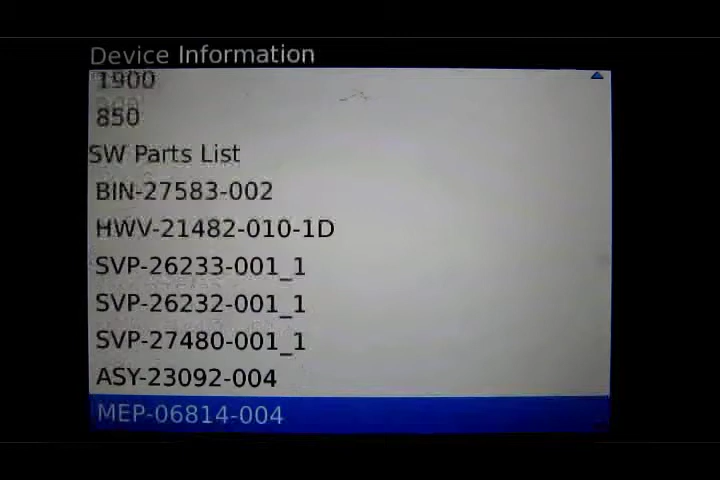 Device Information
1900
850
SW Parts List
BIN-27583-002
HWV-21482-010-1D
SVP-26233-001_1
SVP-26232-001_1
SVP-27480-001_1
ASY-23092-004
MEP-06814-004